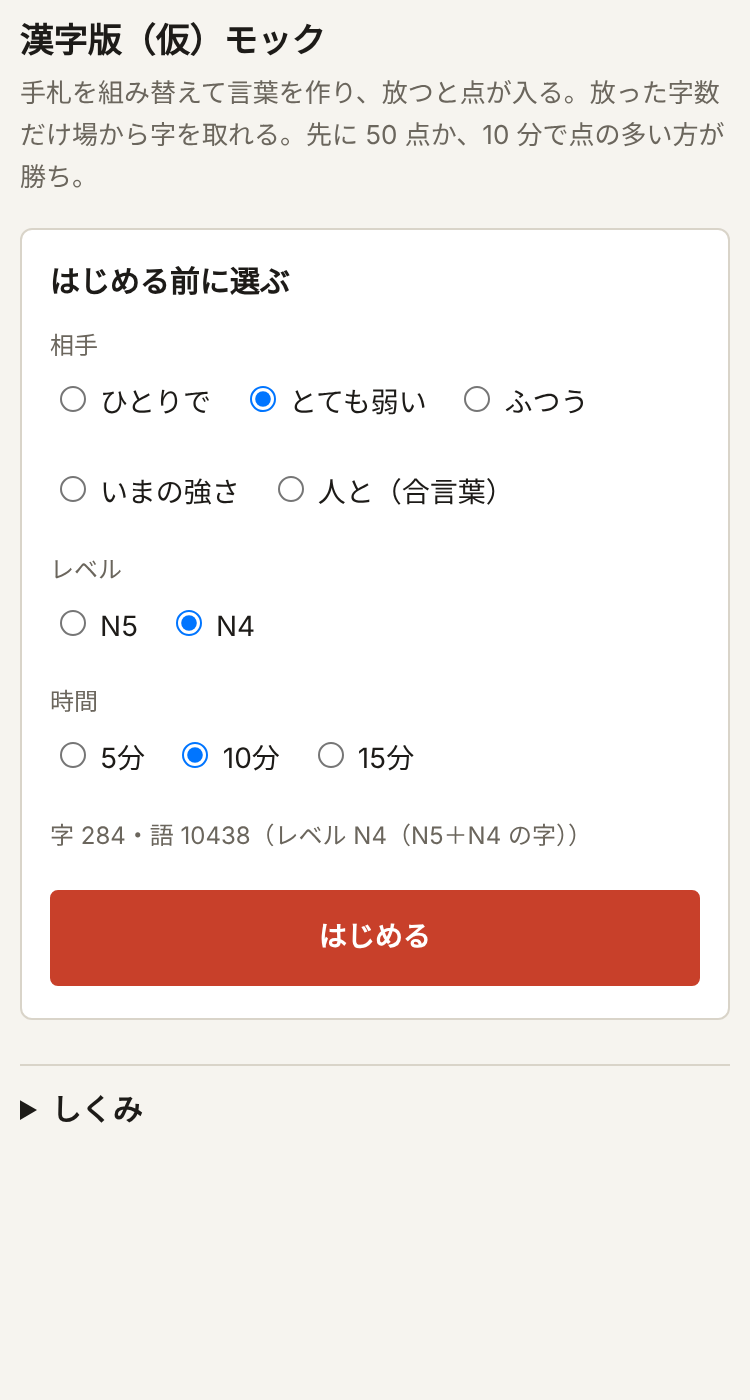 漢字版（仮）モック
手札を組み替えて言葉を作り、放つと点が入る。放った字数
だけ場から字を取れる。先に 50 点か、10 分で点の多い方が
勝ち。
はじめる前に選ぶ
相手
ひとりで とても弱い ふつう
いまの強さ 人と（合言葉）
レベル
N5 N4
時間
5分 10分 15分
字 284・語 10438（レベル N4（N5＋N4 の字））
はじめる
しくみ